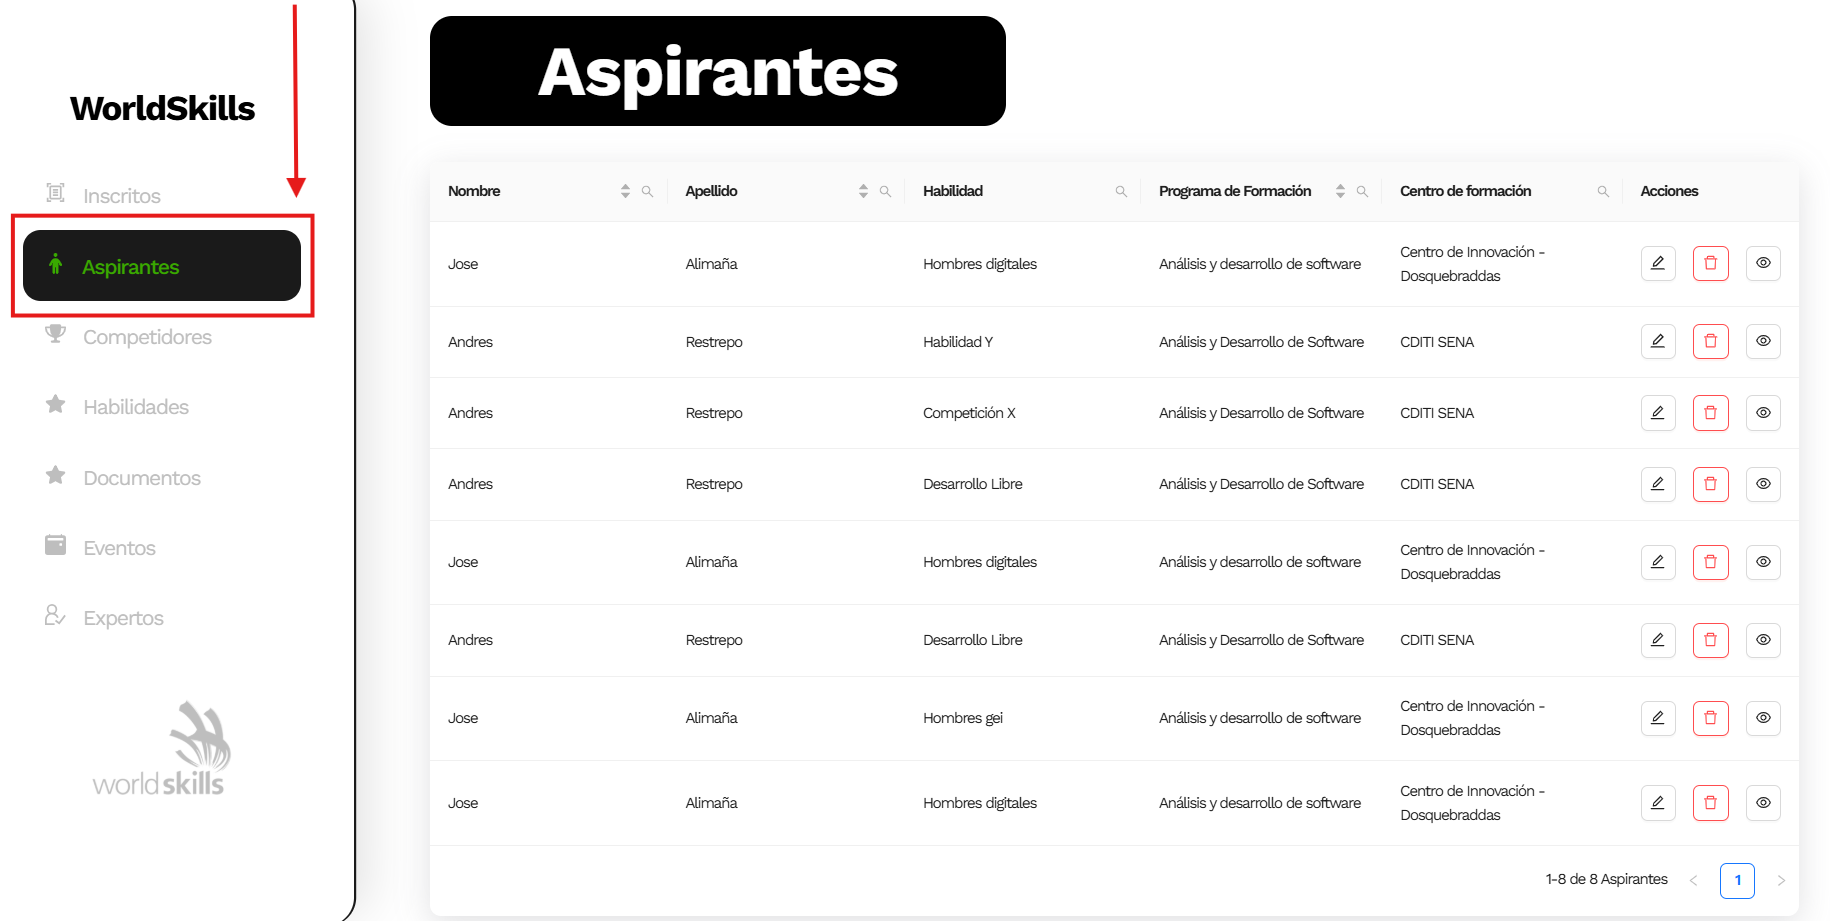 WorldSkills
Inscritos
Aspirantes
Competidores
Habilidades
Documentos
Eventos
Expertos
world skills
Aspirantes
Nombre Apellido Habilidad Programa de Formación Centro de formación Acciones
Jose Alimaña Hombres digitales Análisis y desarrollo de software Centro de Innovación -
Dosquebraddas
Andres Restrepo Habilidad Y Análisis y Desarrollo de Software CDITI SENA
Andres Restrepo Competición X Análisis y Desarrollo de Software CDITI SENA
Andres Restrepo Desarrollo Libre Análisis y Desarrollo de Software CDITI SENA
Jose Alimaña Hombres digitales Análisis y desarrollo de software Centro de Innovación -
Dosquebraddas
Andres Restrepo Desarrollo Libre Análisis y Desarrollo de Software CDITI SENA
Jose Alimaña Hombres gei Análisis y desarrollo de software Centro de Innovación -
Dosquebraddas
Jose Alimaña Hombres digitales Análisis y desarrollo de software Centro de Innovación -
Dosquebraddas
1-8 de 8 Aspirantes < 1 >